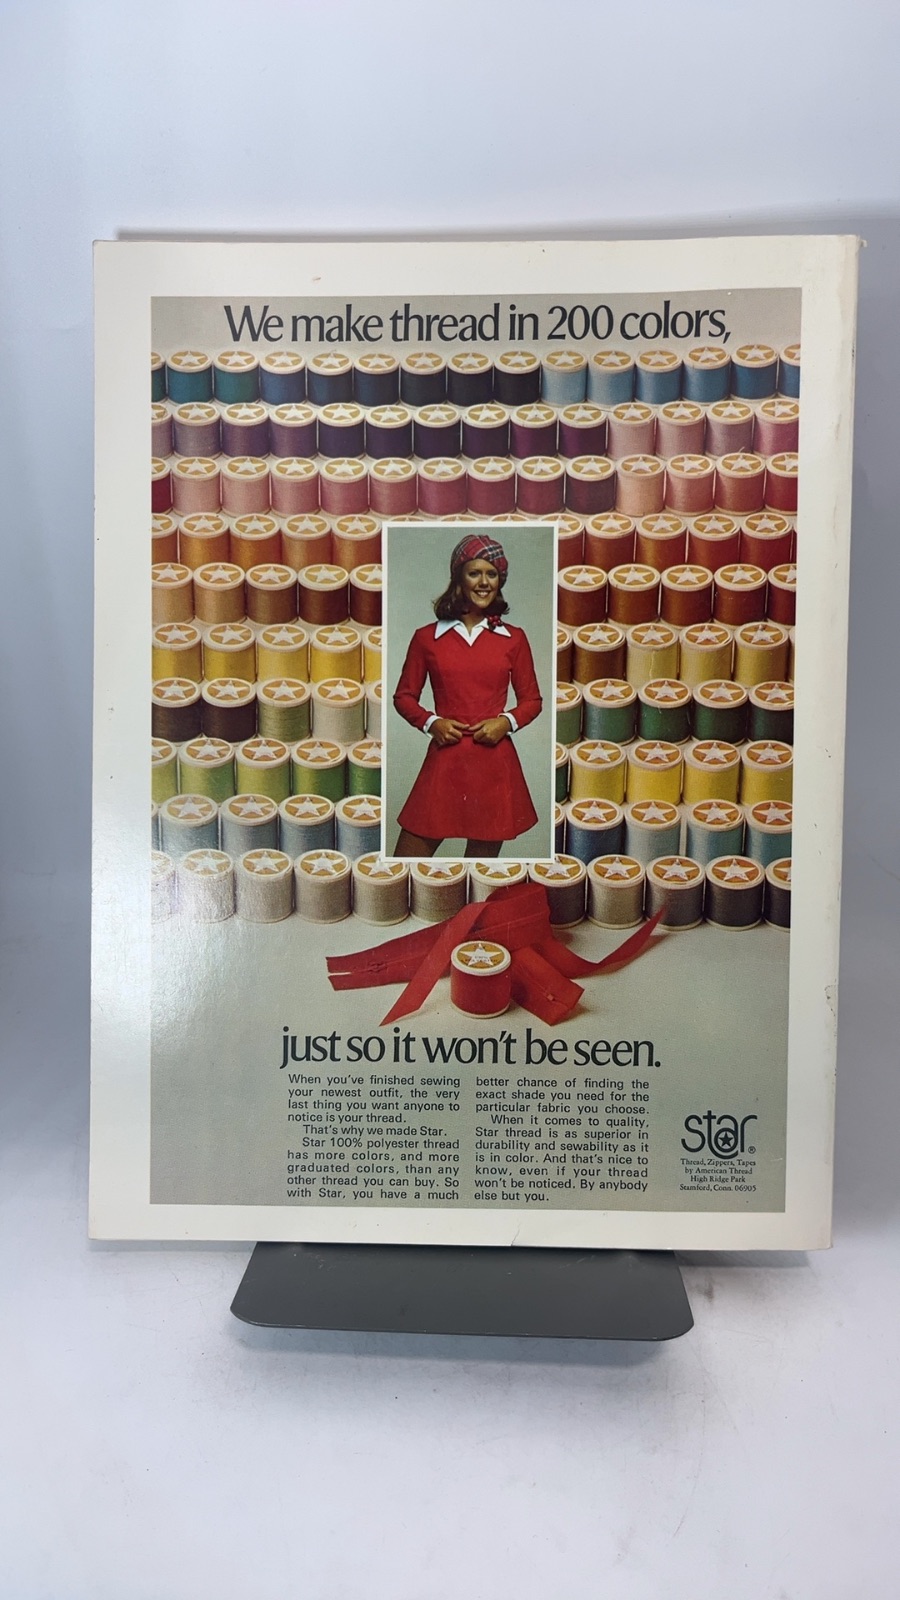 We make thread in 200 colors,
just so it won't be seen.
When you've finished sewing
your newest outfit, the very
last thing you want anyone to
notice is your thread.
That's why we made Star.
Star 100% polyester thread
has more colors, and more
graduated colors, than any
other thread you can buy. So
with Star, you have a much
better chance of finding the
exact shade you need for the
particular fabric you choose.
When it comes to quality,
Star thread is as superior in
durability and sewability as it
is in color. And that's nice to
know, even if your thread
won't be noticed. By anybody
else but you.
star®
Thread, Zippers, Tapes
by American Thread
High Ridge Park
Stamford, Conn. 06905